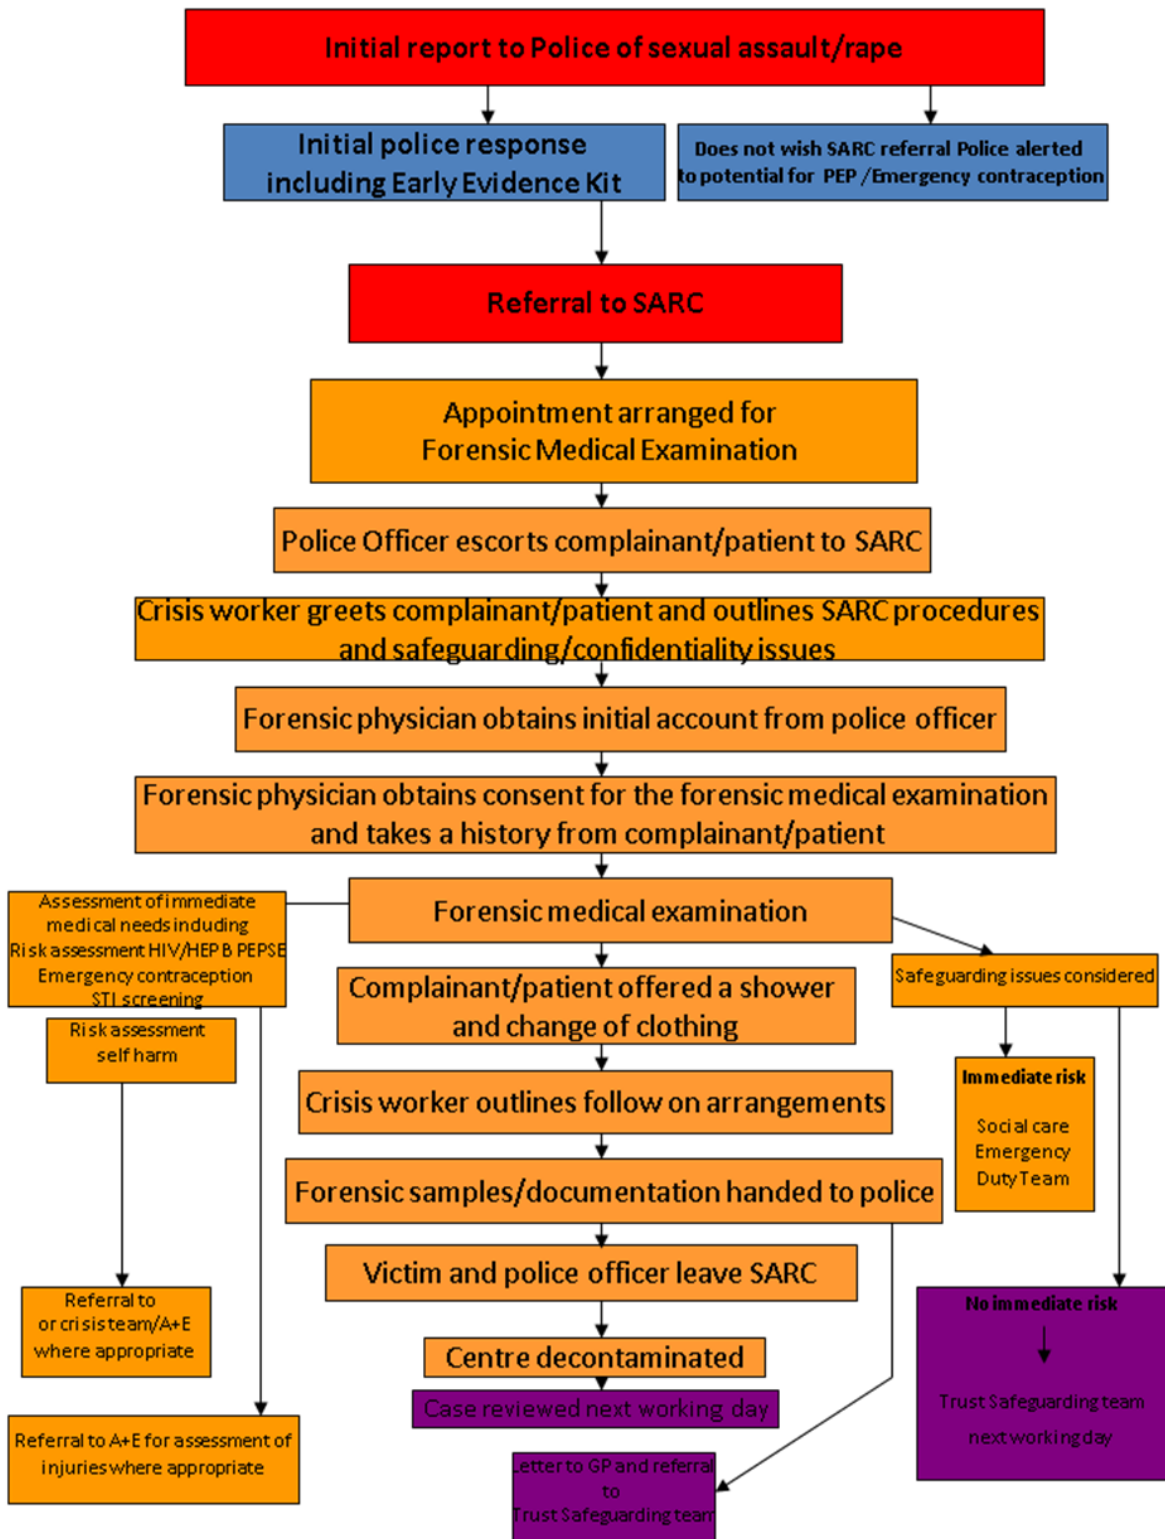 Initial report to Police of sexual assault/rape
Initial police response
including Early Evidence Kit
Does not wish SARC referral Police alerted
to potential for PEP /Emergency contraception
Referral to SARC
Appointment arranged for
Forensic Medical Examination
Police Officer escorts complainant/patient to SARC
Crisis worker greets complainant/patient and outlines SARC procedures
and safeguarding/confidentiality issues
Forensic physician obtains initial account from police officer
Forensic physician obtains consent for the forensic medical examination
and takes a history from complainant/patient
Assessment of immediate
medical needs including
Risk assessment HIV/HEP B PEPSE
Emergency contraception
STI screening
Forensic medical examination
Safeguarding issues considered
Complainant/patient offered a shower
and change of clothing
Risk assessment
self harm
Immediate risk
Social care
Emergency
Duty Team
Crisis worker outlines follow on arrangements
Forensic samples/documentation handed to police
Victim and police officer leave SARC
Referral to
or crisis team/A+E
where appropriate
No immediate risk
Trust Safeguarding team
next working day
Centre decontaminated
Case reviewed next working day
Referral to A+E for assessment of
injuries where appropriate
Letter to GP and referral
to
Trust Safeguarding team